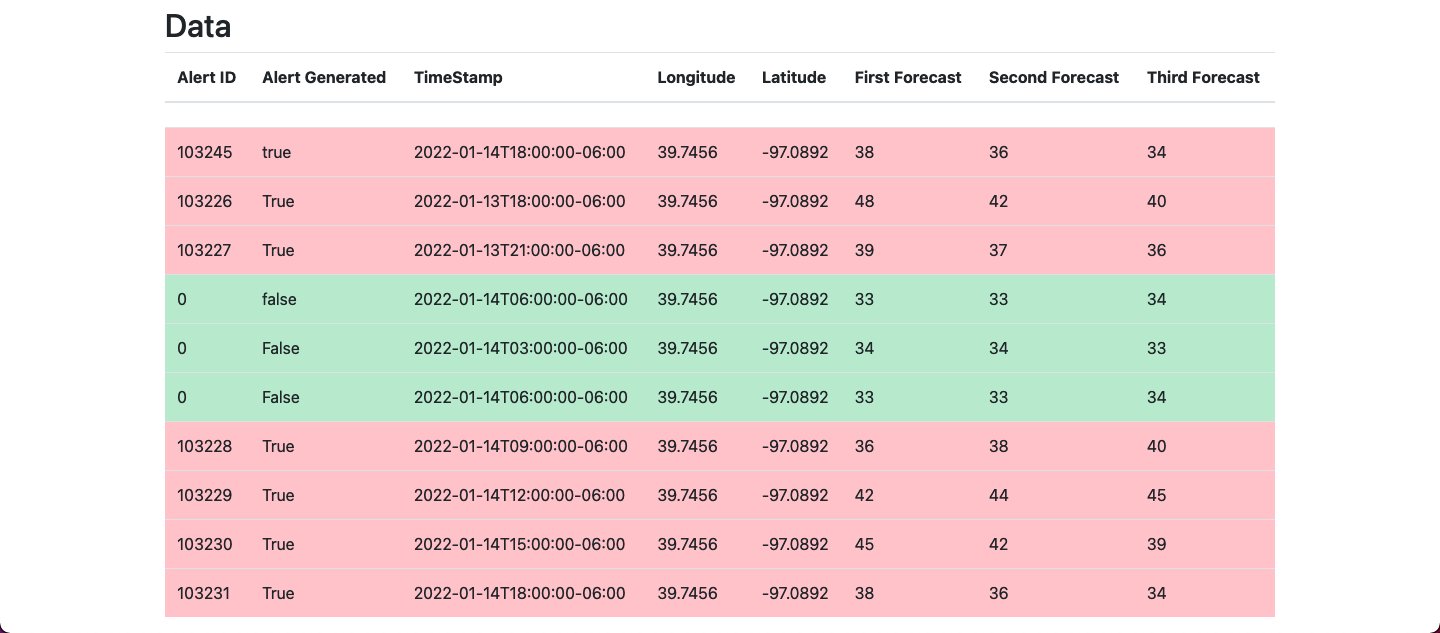 Data
Alert ID Alert Generated TimeStamp Longitude Latitude First Forecast Second Forecast Third Forecast
103245 true 2022-01-14T18:00:00-06:00 39.7456 -97.0892 38 36 34
103226 True 2022-01-13T18:00:00-06:00 39.7456 -97.0892 48 42 40
103227 True 2022-01-13T21:00:00-06:00 39.7456 -97.0892 39 37 36
0 false 2022-01-14T06:00:00-06:00 39.7456 -97.0892 33 33 34
0 False 2022-01-14T03:00:00-06:00 39.7456 -97.0892 34 34 33
0 False 2022-01-14T06:00:00-06:00 39.7456 -97.0892 33 33 34
103228 True 2022-01-14T09:00:00-06:00 39.7456 -97.0892 36 38 40
103229 True 2022-01-14T12:00:00-06:00 39.7456 -97.0892 42 44 45
103230 True 2022-01-14T15:00:00-06:00 39.7456 -97.0892 45 42 39
103231 True 2022-01-14T18:00:00-06:00 39.7456 -97.0892 38 36 34